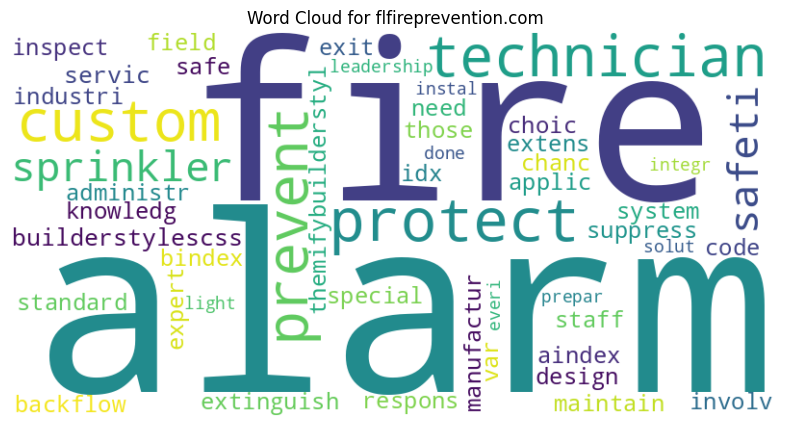 Word Cloud for flfireprevention.com
inspect
field
exit
technician
servic
safe
leadership
industri
fire
instal
need
custom
those
done
choic
extens
chanc
integr
safeti
sprinkler
prevent
themifybuilderstyl
idx
applic
administr
knowledg
protect
system
suppress
builderstylescss
solut
code
bindex
alarm
expert
standard
light
special
manufactur
everi
var
prepar
staff
aindex
design
backflow
extinguish
respons
maintain
involv